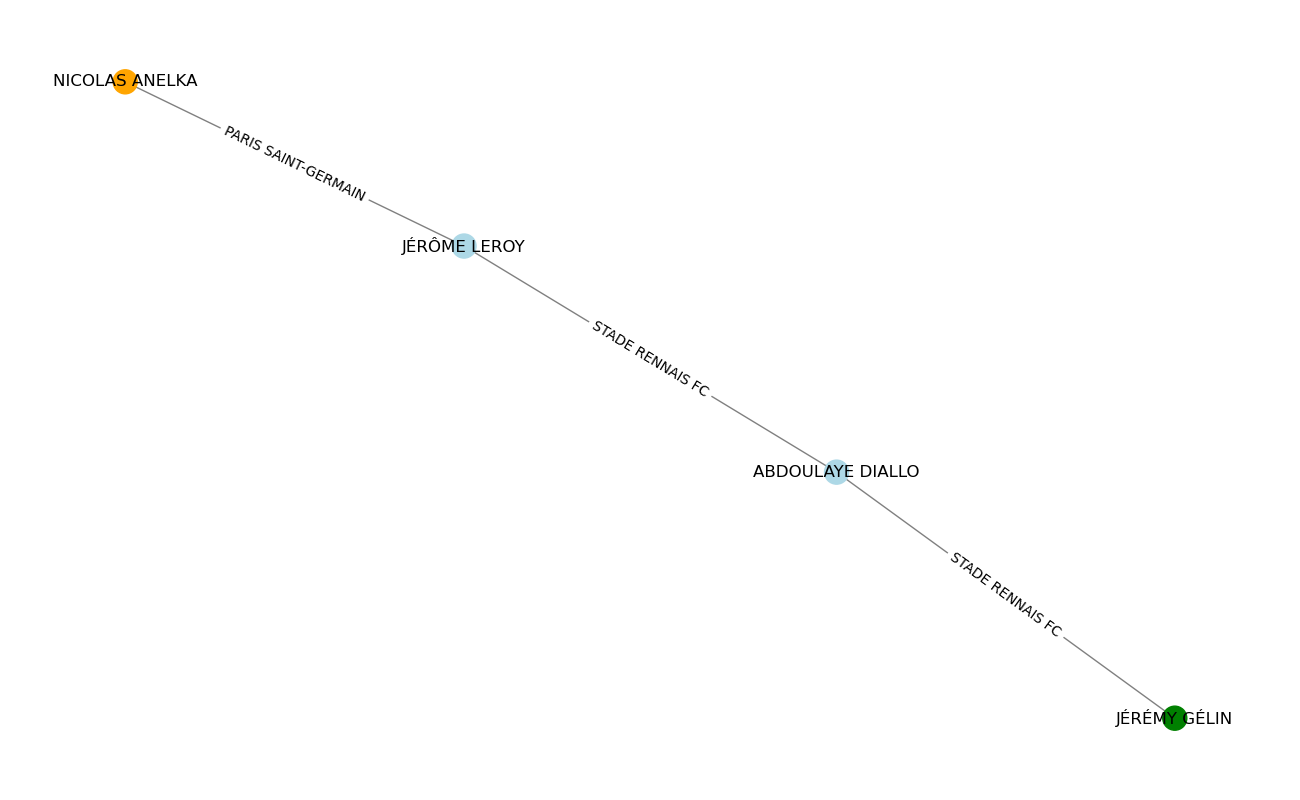 NICOLAS ANELKA
PARIS SAINT-GERMAIN
JÉRÔME LEROY
STADE RENNAIS FC
ABDOULAYE DIALLO
STADE RENNAIS FC
JÉRÉMY GÉLIN